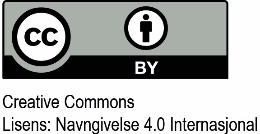 CC
BY
Creative Commons
Lisens: Navngivelse 4.0 Internasjonal